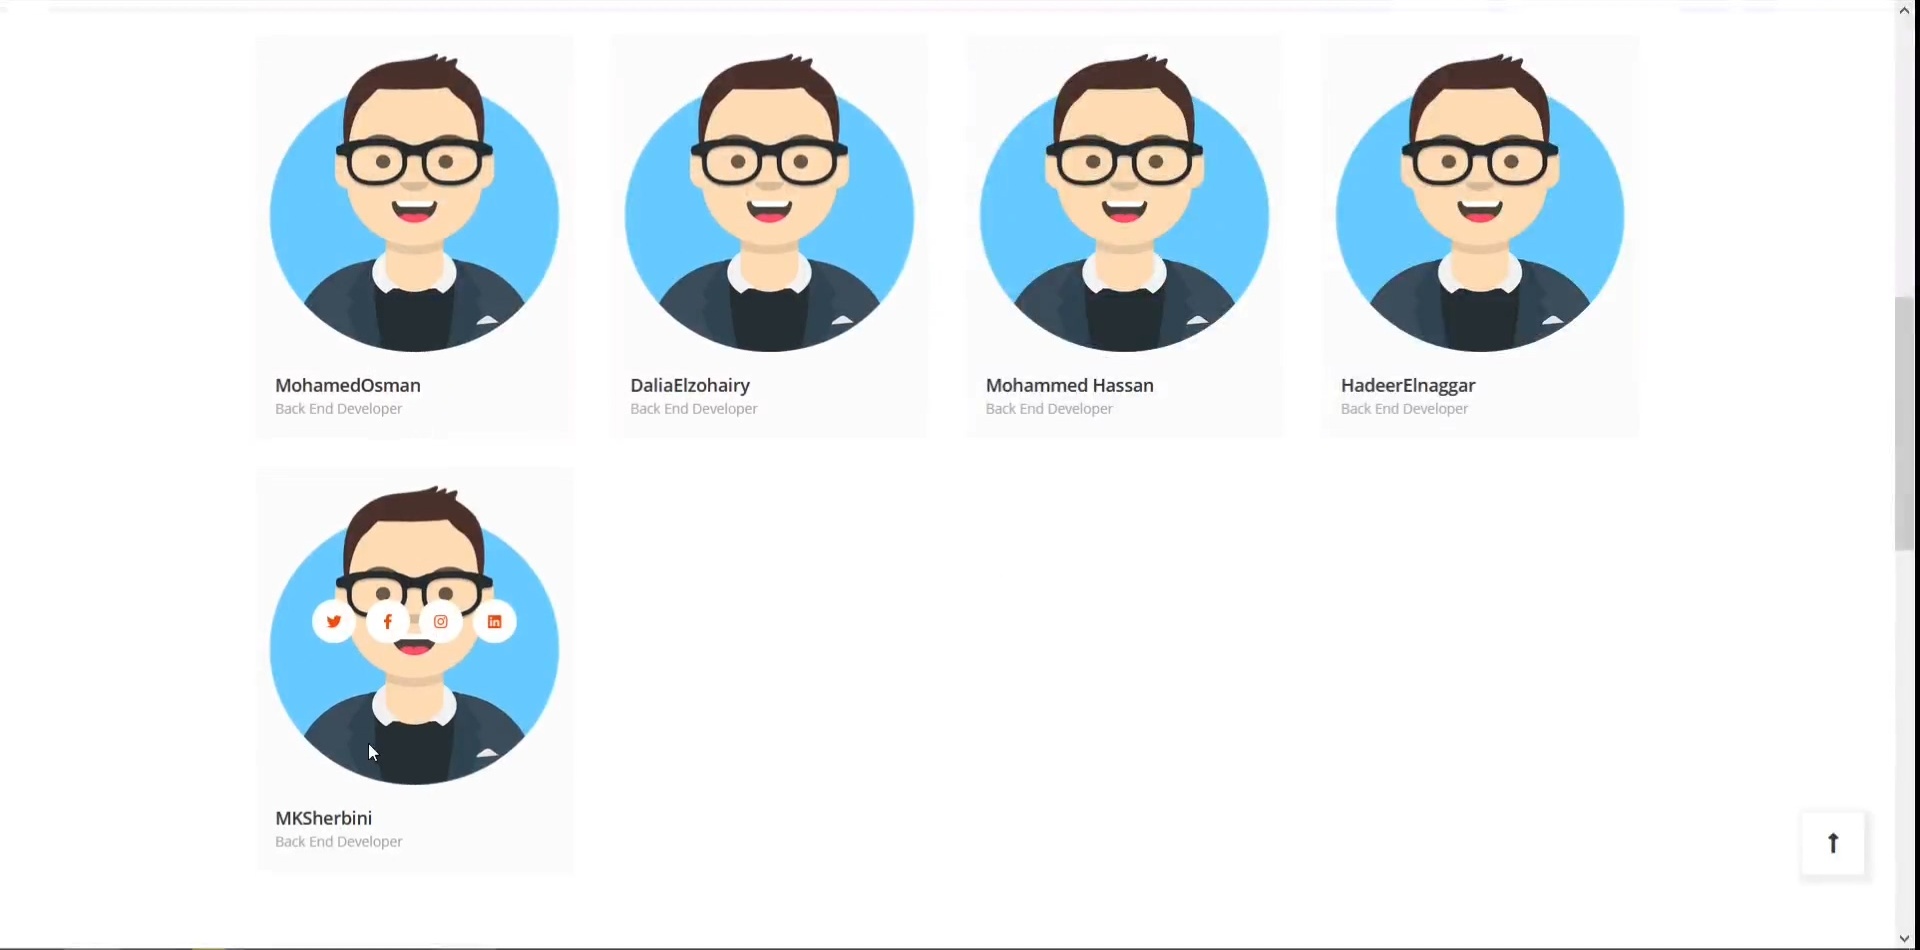 MohamedOsman
Back End Developer
DaliaElzohairy
Back End Developer
Mohammed Hassan
Back End Developer
HadeerElnaggar
Back End Developer
MKSherbini
Back End Developer